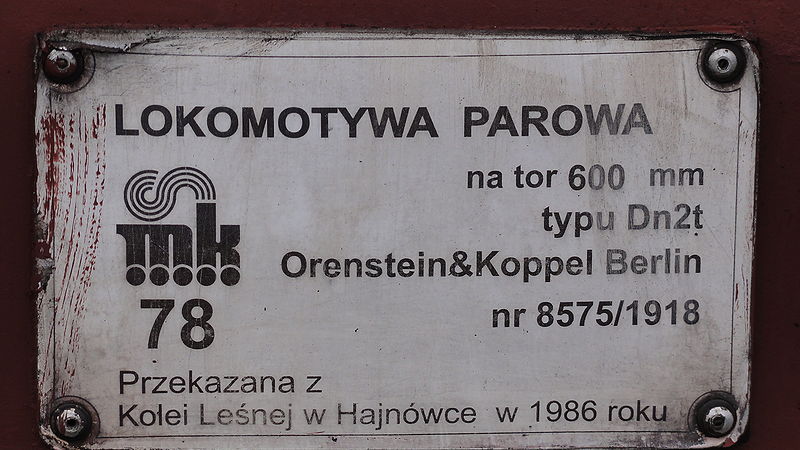 LOKOMOTYWA PAROWA
na tor 600 mm
typu Dn2t
mk
Orenstein&Koppel Berlin
78
nr 8575/1918
Przekazana z
Kolei Leśnej w Hajnówce w 1986 roku